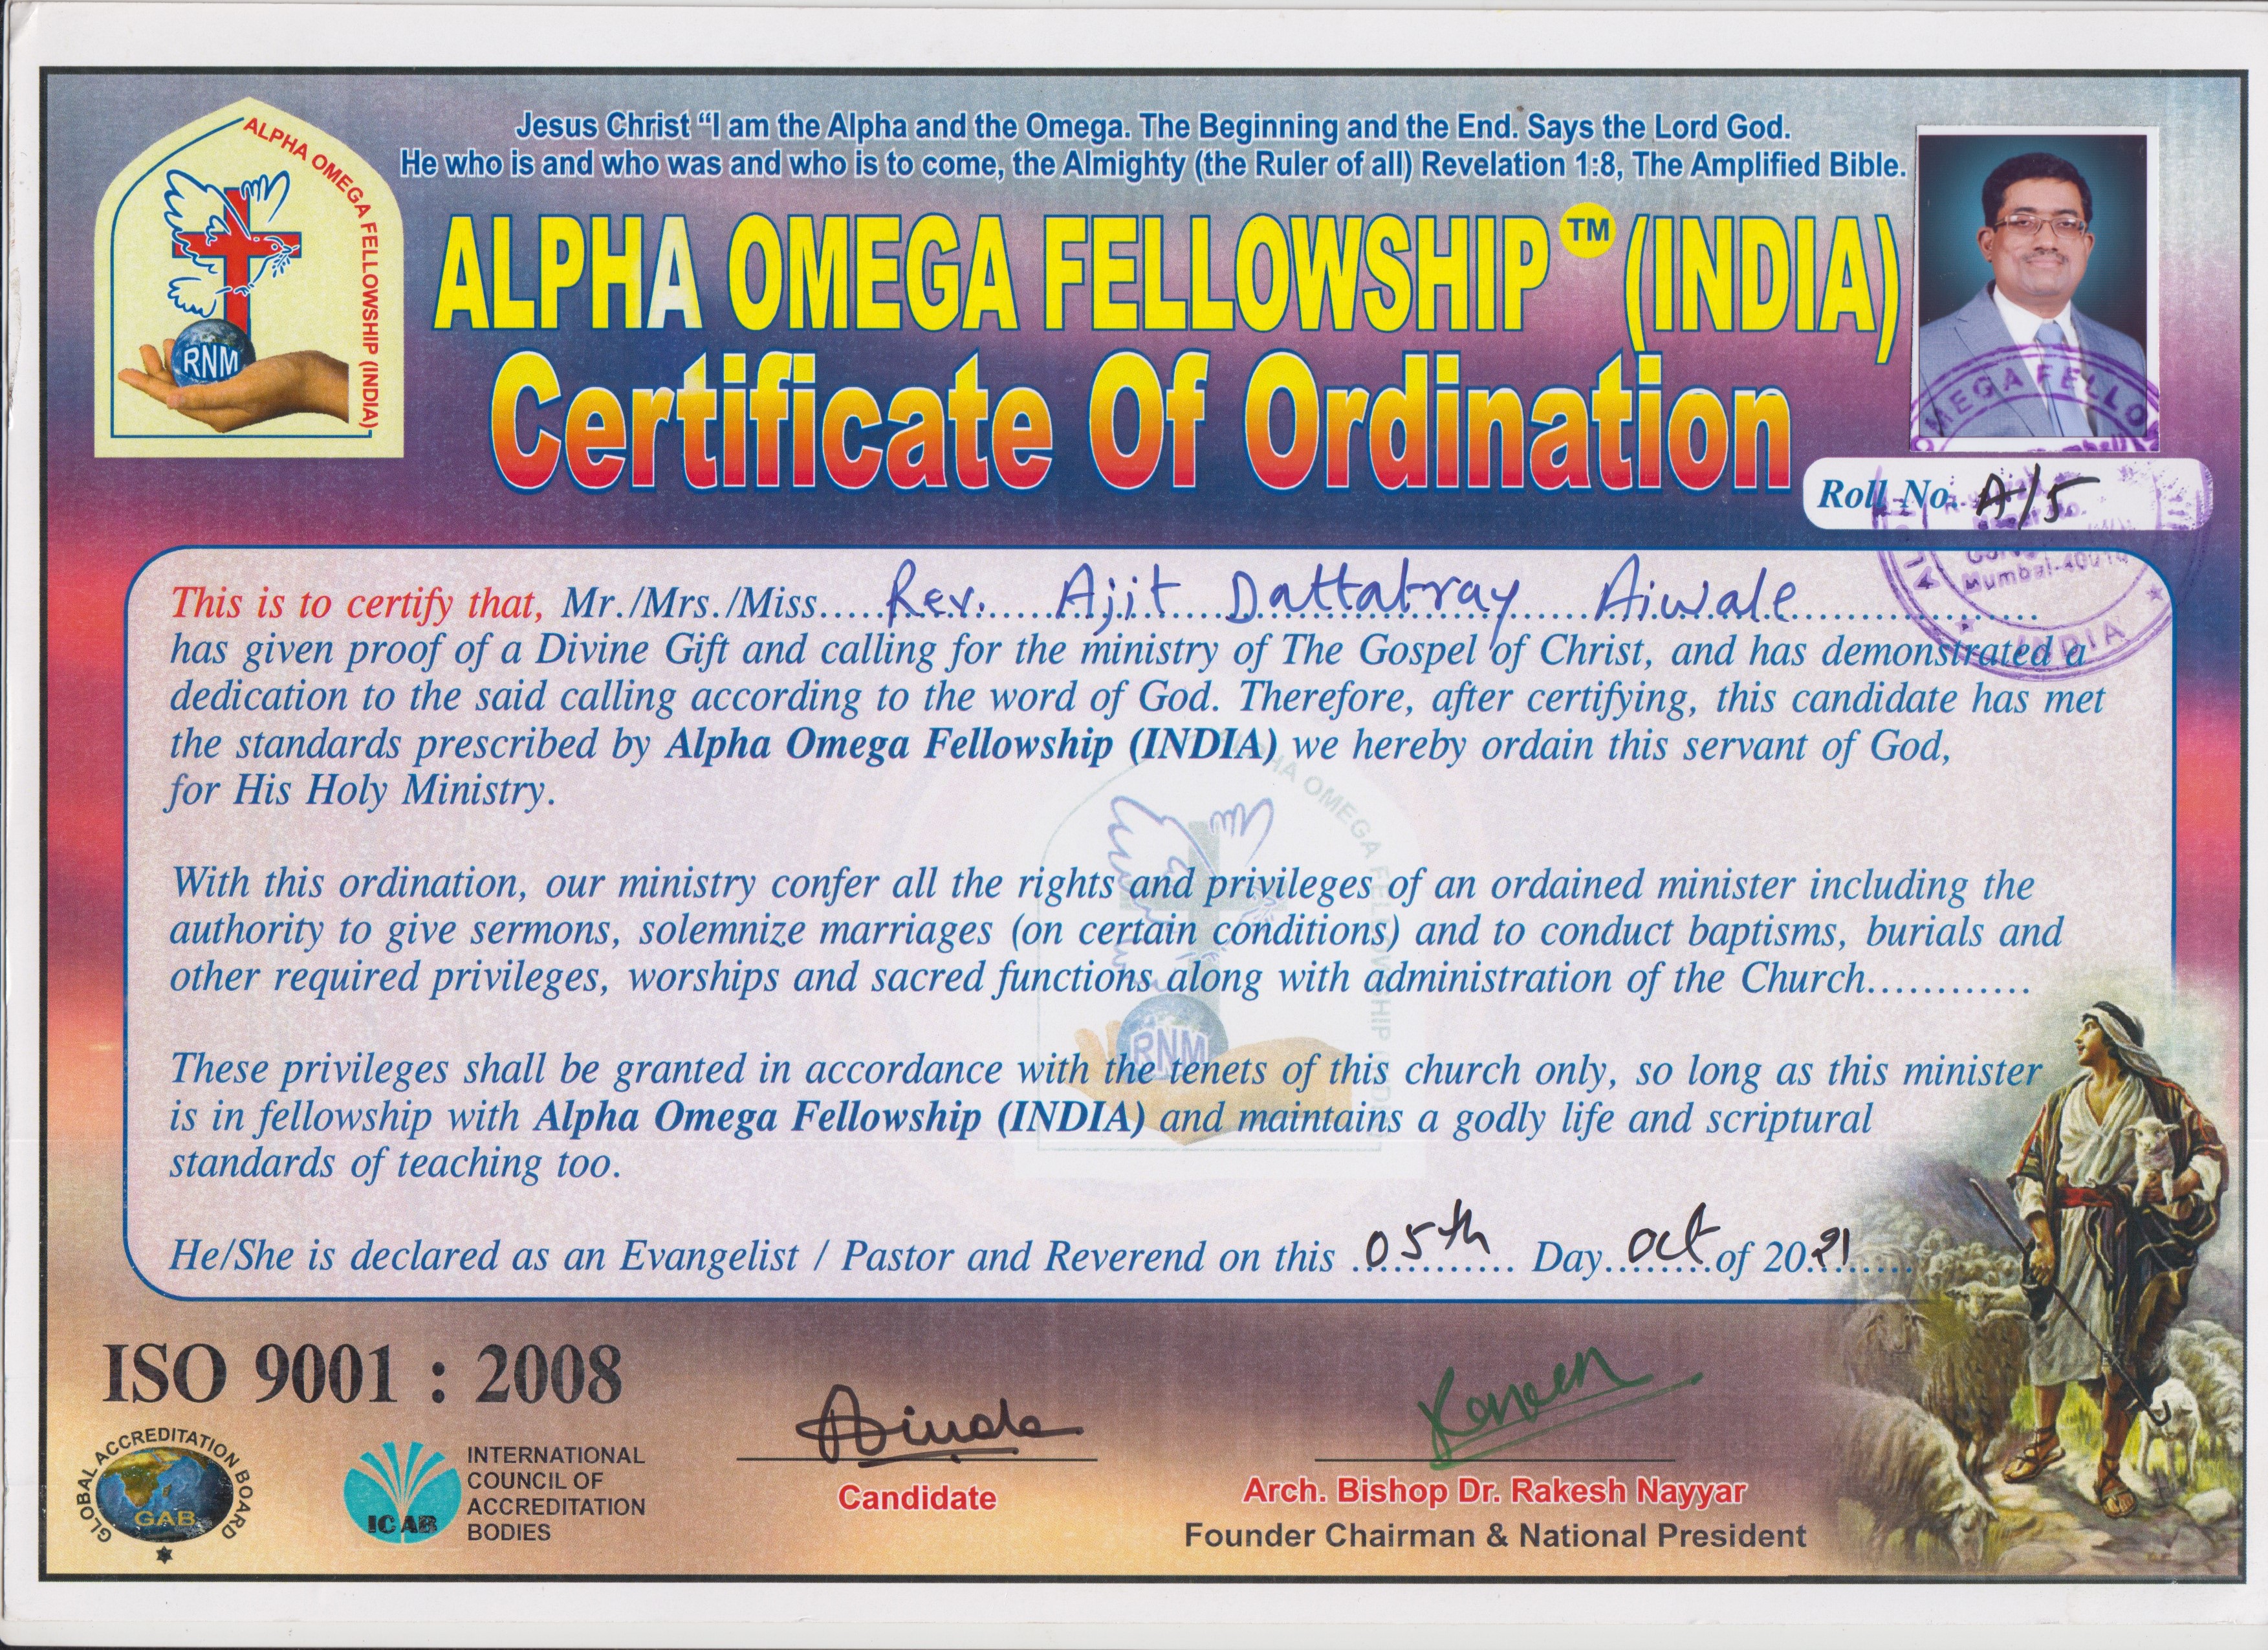 ALPHA OMEGA FELLOWSHIP (INDIA)
RNM
Jesus Christ “I am the Alpha and the Omega. The Beginning and the End. Says the Lord God.
He who is and who was and who is to come, the Almighty (the Ruler of all) Revelation 1:8, The Amplified Bible.
ALPHA OMEGA FELLOWSHIP TM (INDIA)
Certificate Of Ordination
OMEGA FELLO
Roll No. A/5
Mumbai-400
INDIA
This is to certify that, Mr./Mrs./Miss.....Rev. Ajit Dattatray Aiwale
has given proof of a Divine Gift and calling for the ministry of The Gospel of Christ, and has demonstrated a
dedication to the said calling according to the word of God. Therefore, after certifying, this candidate has met
the standards prescribed by Alpha Omega Fellowship (INDIA) we hereby ordain this servant of God,
for His Holy Ministry.
With this ordination, our ministry confer all the rights and privileges of an ordained minister including the
authority to give sermons, solemnize marriages (on certain conditions) and to conduct baptisms, burials and
other required privileges, worships and sacred functions along with administration of the Church............
RNM
These privileges shall be granted in accordance with the tenets of this church only, so long as this minister
is in fellowship with Alpha Omega Fellowship (INDIA) and maintains a godly life and scriptural
standards of teaching too.
He/She is declared as an Evangelist / Pastor and Reverend on this 05th Day Oct of 2021
ISO 9001 : 2008
GLOBAL ACCREDITATION BOARD
GAB
ICAB
INTERNATIONAL
COUNCIL OF
ACCREDITATION
BODIES
Candidate
Arch. Bishop Dr. Rakesh Nayyar
Founder Chairman & National President